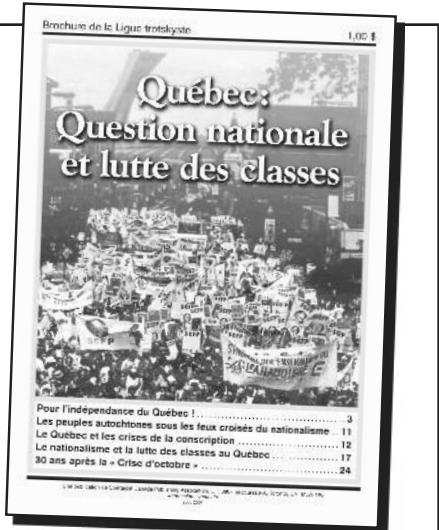 Brochure de la Ligue trotskyste
1,00 $
Québec:
Question nationale
et lutte des classes
SCFP
SCFP
Pour l'indépendance du Québec ! 3
Les peuples autochtones sous les feux croisés du nationalisme 11
Le Québec et les crises de la conscription 12
Le nationalisme et la lutte des classes au Québec 17
30 ans après la « Crise d'octobre » 24